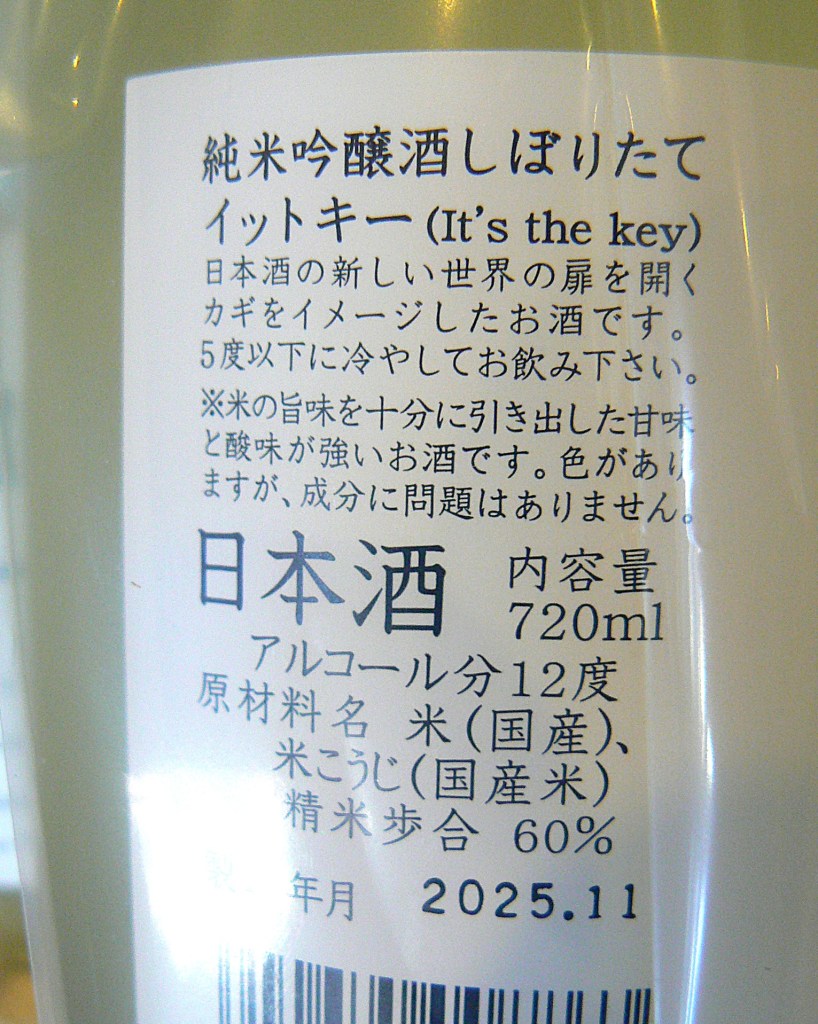 純米吟醸酒しぼりたて
イットキー(It's the key)
日本酒の新しい世界の扉を開く
カギをイメージしたお酒です。
5度以下に冷やしてお飲み下さい。
※米の旨味を十分に引き出した甘味
と酸味が強いお酒です。色があり
ますが、成分に問題はありません。
日本酒 内容量
720ml
アルコール分12度
原材料名 米(国産)、
米こうじ(国産米)
精米歩合 60%
年月 2025.11